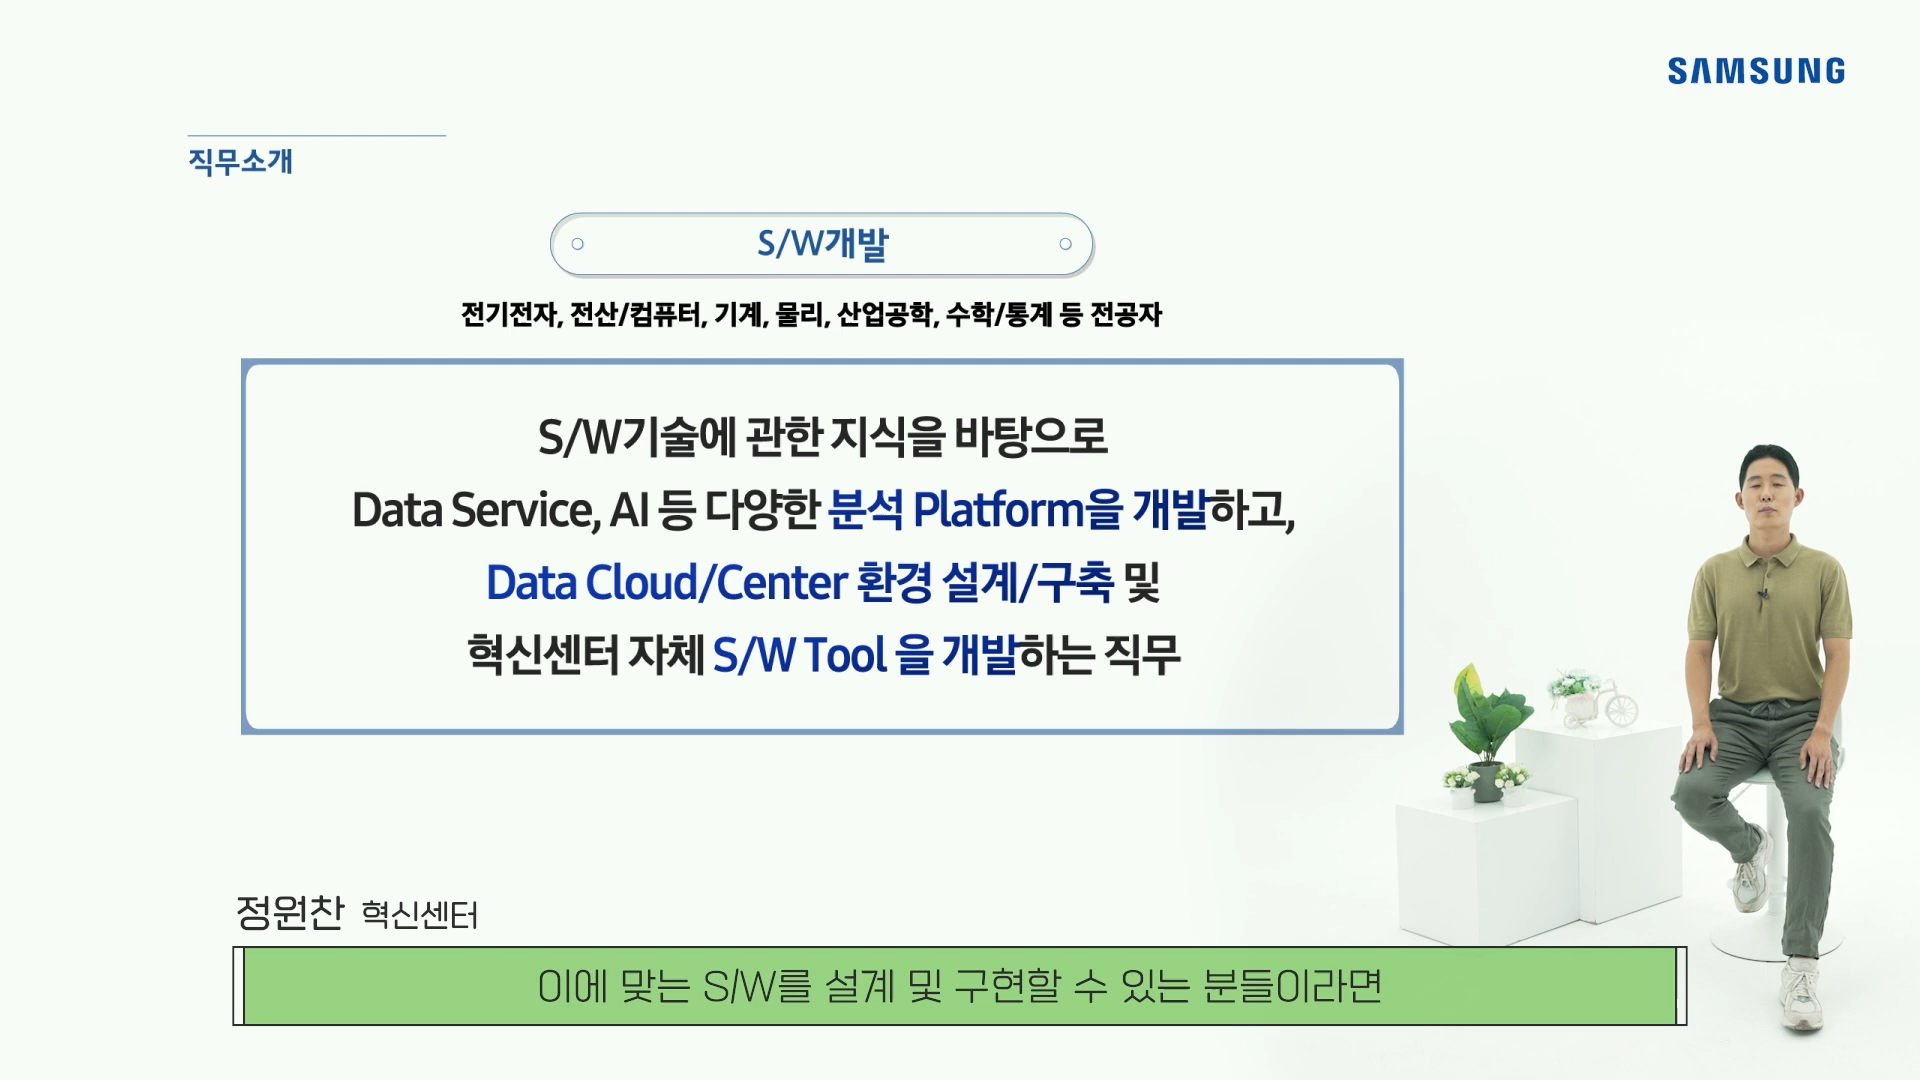 SAMSUNG
직무소개
S/W개발
전기전자, 전산/컴퓨터, 기계, 물리, 산업공학, 수학/통계 등 전공자
S/W기술에 관한 지식을 바탕으로
Data Service, AI 등 다양한 분석 Platform을 개발하고,
Data Cloud/Center 환경 설계/구축 및
혁신센터 자체 S/W Tool 을 개발하는 직무
정원찬 혁신센터
이에 맞는 S/W를 설계 및 구현할 수 있는 분들이라면